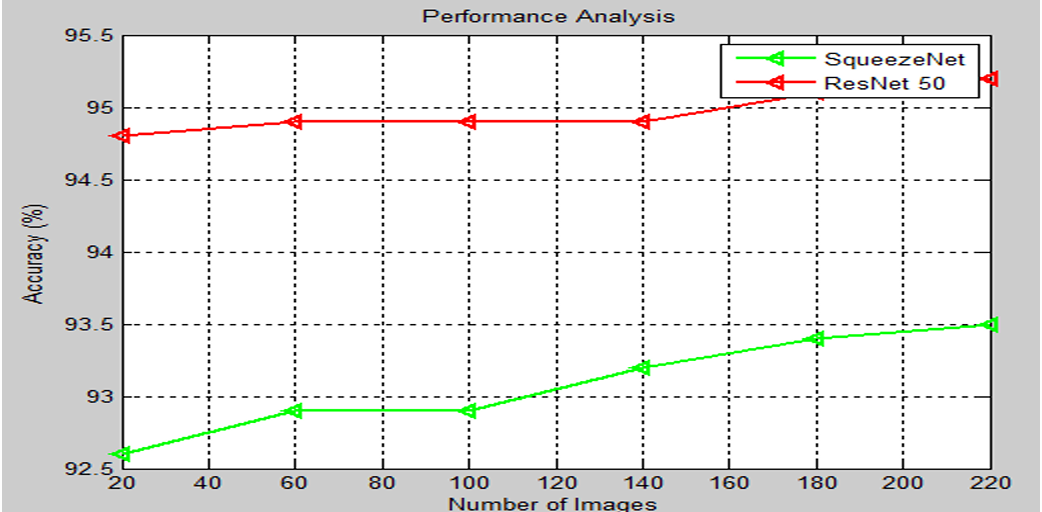 Performance Analysis
95.5
95
94.5
94
93.5
93
92.5
Accuracy (%)
SqueezeNet
ResNet 50
20 40 60 80 100 120 140 160 180 200 220
Number of Images